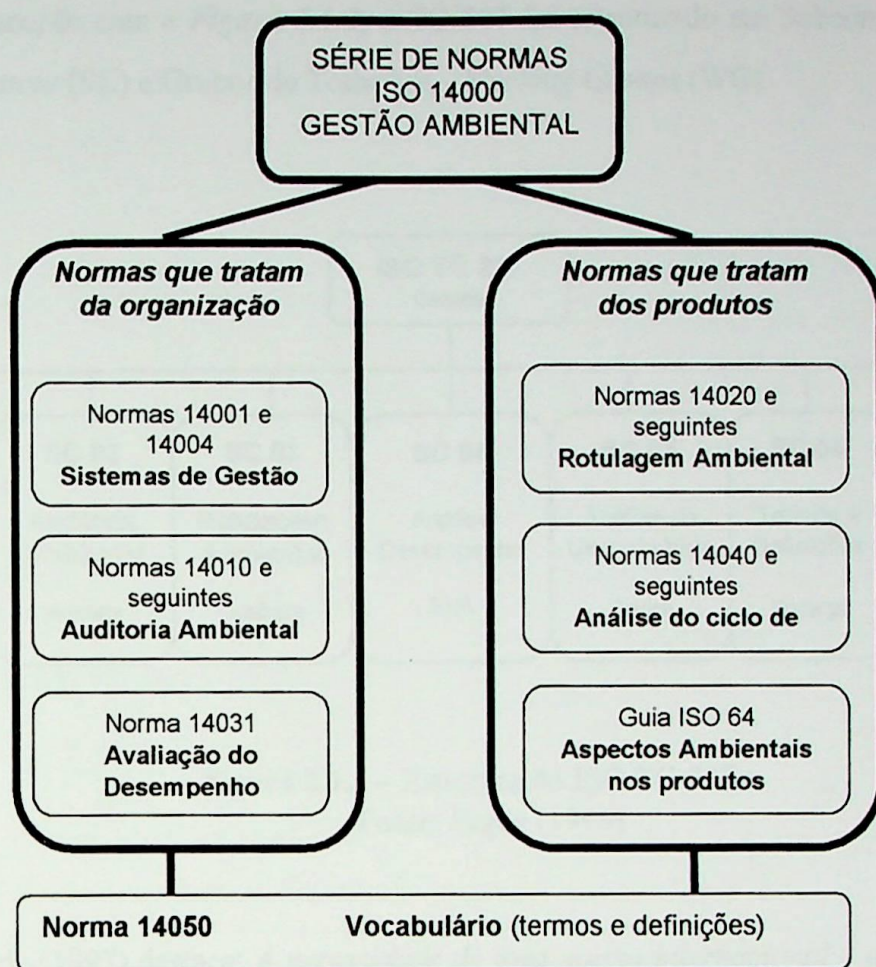 SÉRIE DE NORMAS
ISO 14000
GESTÃO AMBIENTAL
Normas que tratam
da organização
Normas 14001 e
14004
Sistemas de Gestão
Normas 14010 e
seguintes
Auditoria Ambiental
Norma 14031
Avaliação do
Desempenho
Normas que tratam
dos produtos
Normas 14020 e
seguintes
Rotulagem Ambiental
Normas 14040 e
seguintes
Análise do ciclo de
Guia ISO 64
Aspectos Ambientais
nos produtos
Norma 14050 Vocabulário (termos e definições)